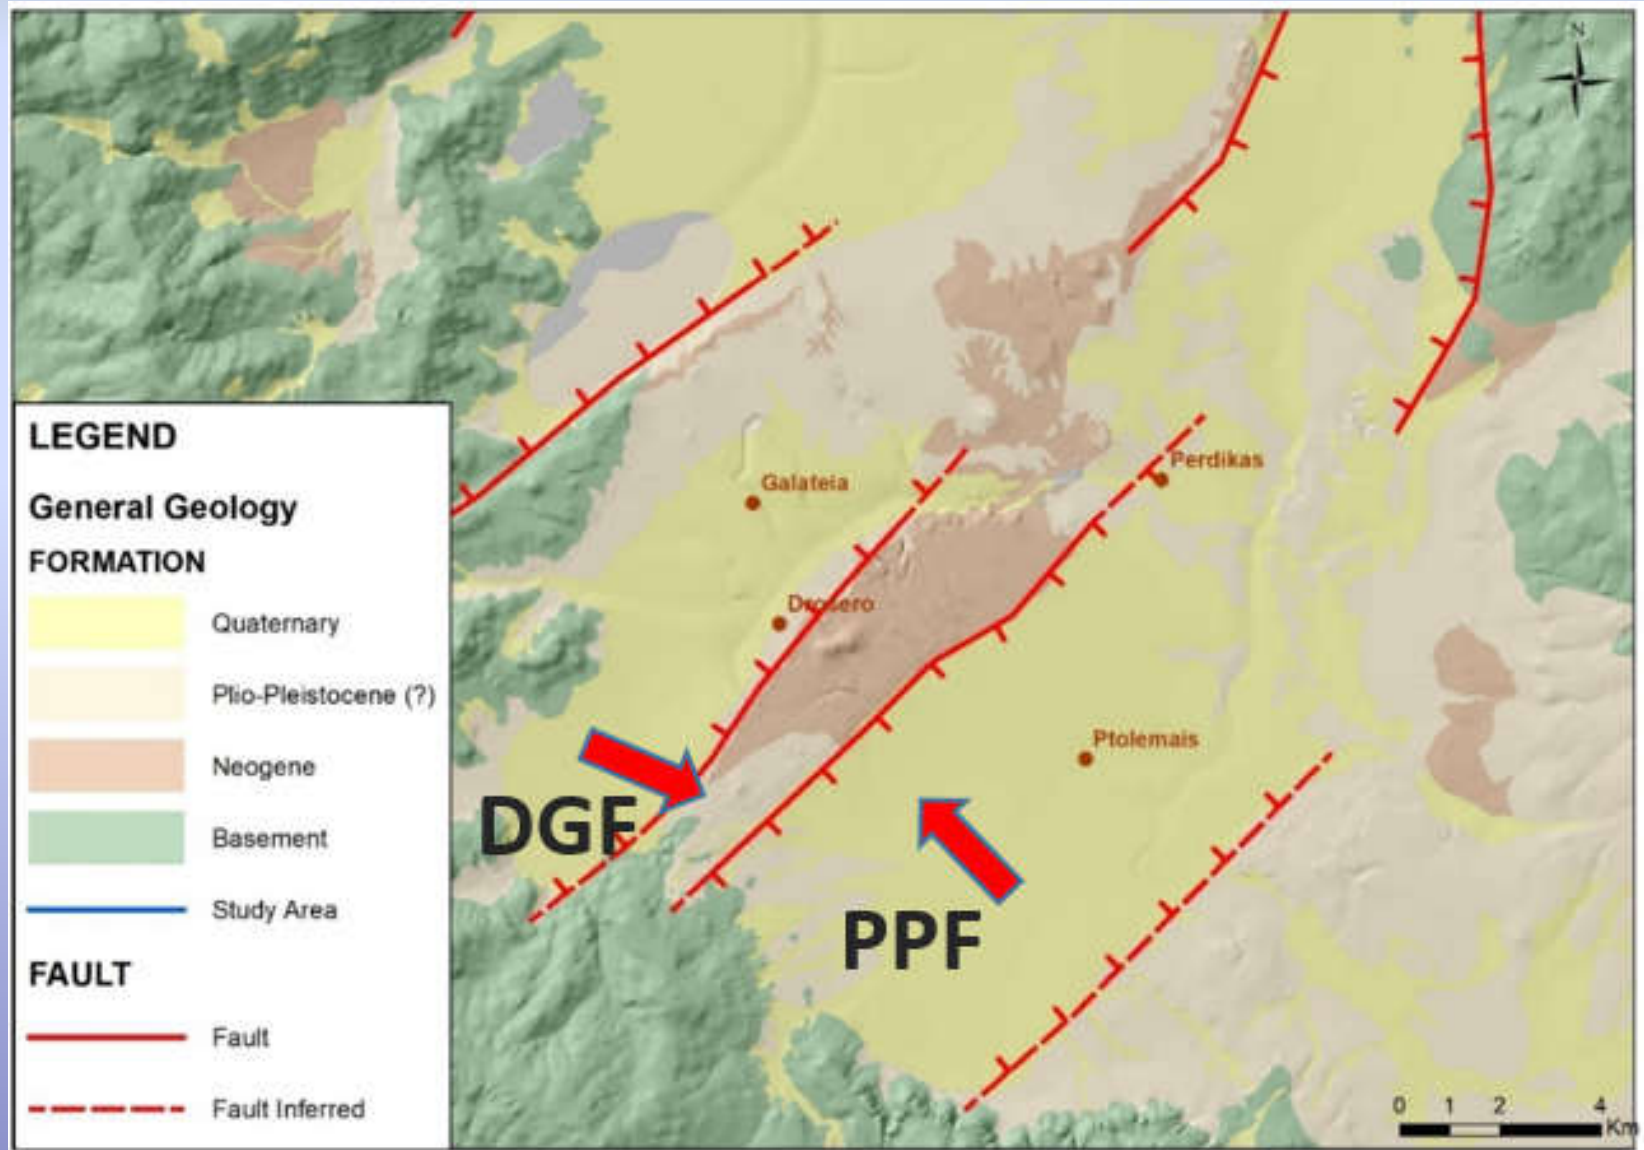 N
Galateia
Perdikas
Drosero
Ptolemais
DGF
PPF
LEGEND
General Geology
FORMATION
Quaternary
Plio-Pleistocene (?)
Neogene
Basement
Study Area
FAULT
Fault
Fault Inferred
0 1 2 4
Km